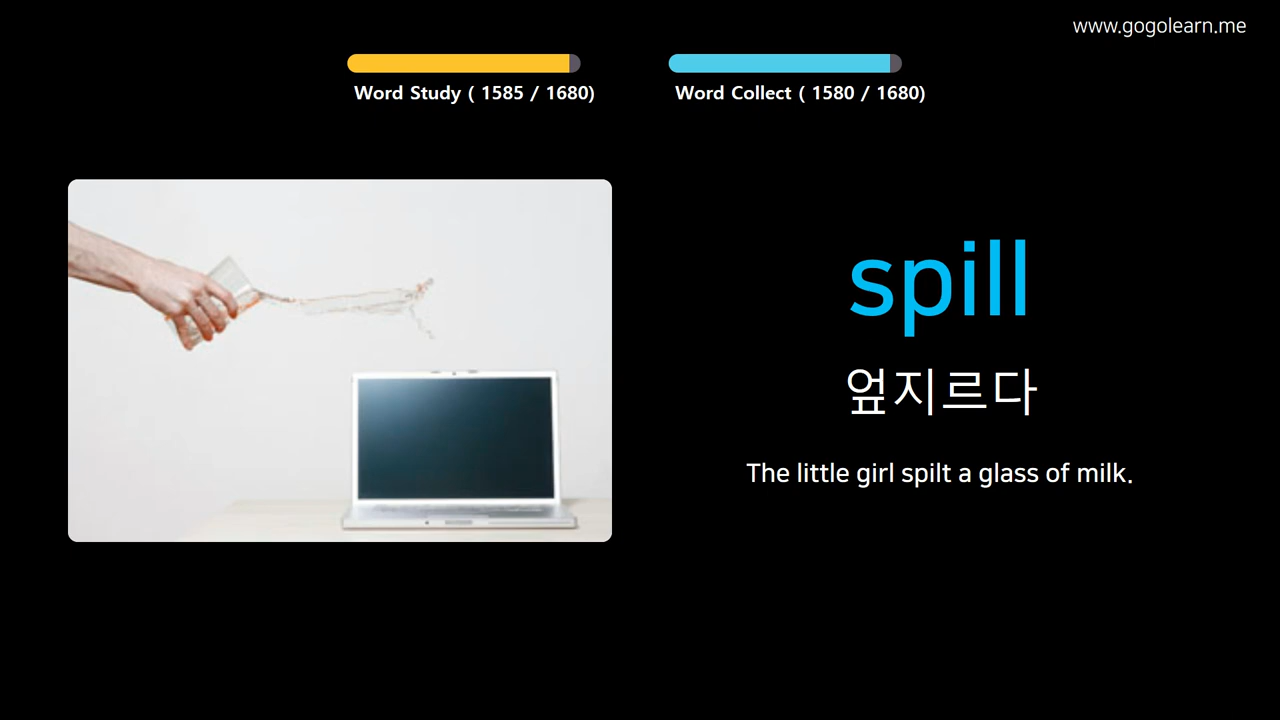 www.gogolearn.me
Word Study ( 1585 / 1680)
Word Collect ( 1580 / 1680)
spill
엎지르다
The little girl spilt a glass of milk.